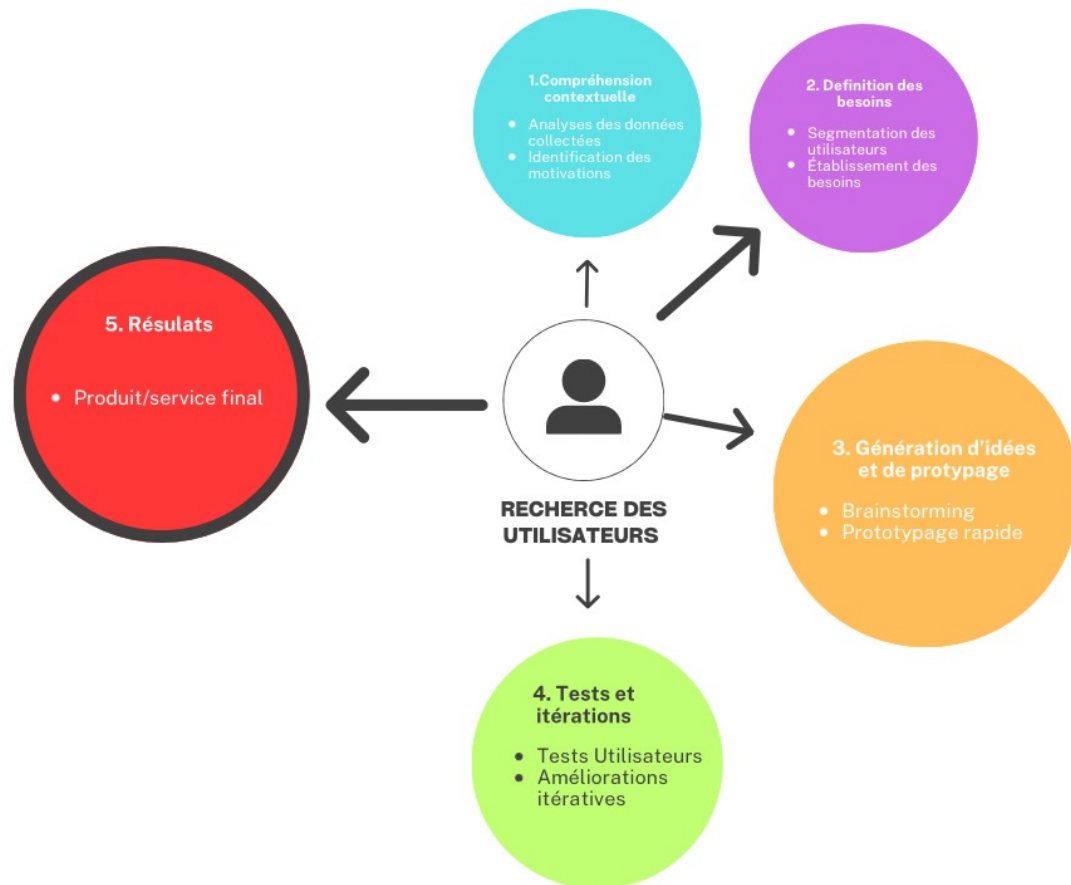 1.Compréhension
contextuelle
• Analyses des données
collectées
• Identification des
motivations
2. Definition des
besoins
• Segmentation des
utilisateurs
• Établissement des
besoins
5. Résulats
• Produit/service final
3. Génération d'idées
et de protypage
• Brainstorming
• Prototypage rapide
RECHERCE DES
UTILISATEURS
4. Tests et
itérations
• Tests Utilisateurs
• Améliorations
itératives